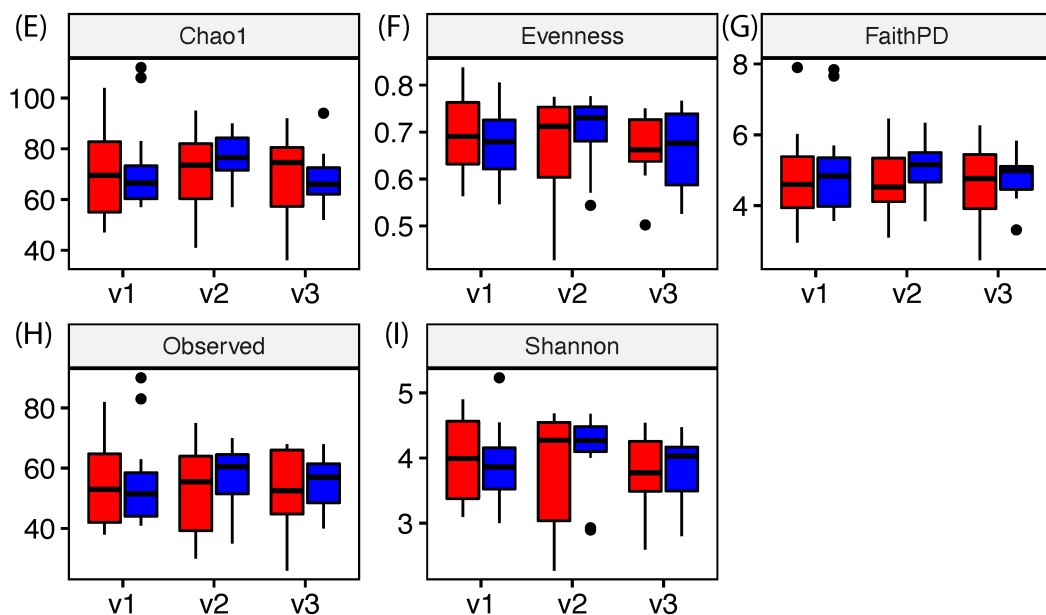 (E) Chao1
100
80
60
40
v1 v2 v3
(F) Evenness
0.8
0.7
0.6
0.5
v1 v2 v3
(G) FaithPD
8
6
4
v1 v2 v3
(H) Observed
80
60
40
v1 v2 v3
(I) Shannon
5
4
3
v1 v2 v3